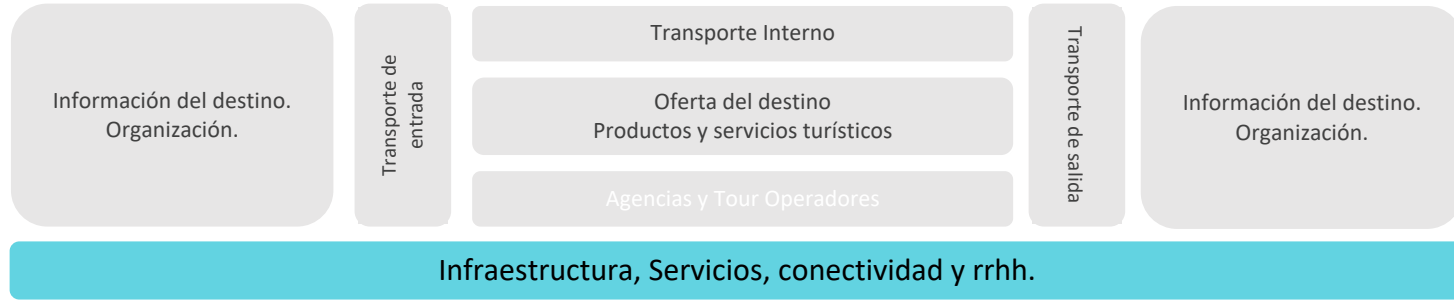 Información del destino.
Organización.
Transporte de
entrada
Transporte Interno
Oferta del destino
Productos y servicios turísticos
Agencias y Tour Operadores
Transporte de salida
Información del destino.
Organización.
Infraestructura, Servicios, conectividad y rrhh.